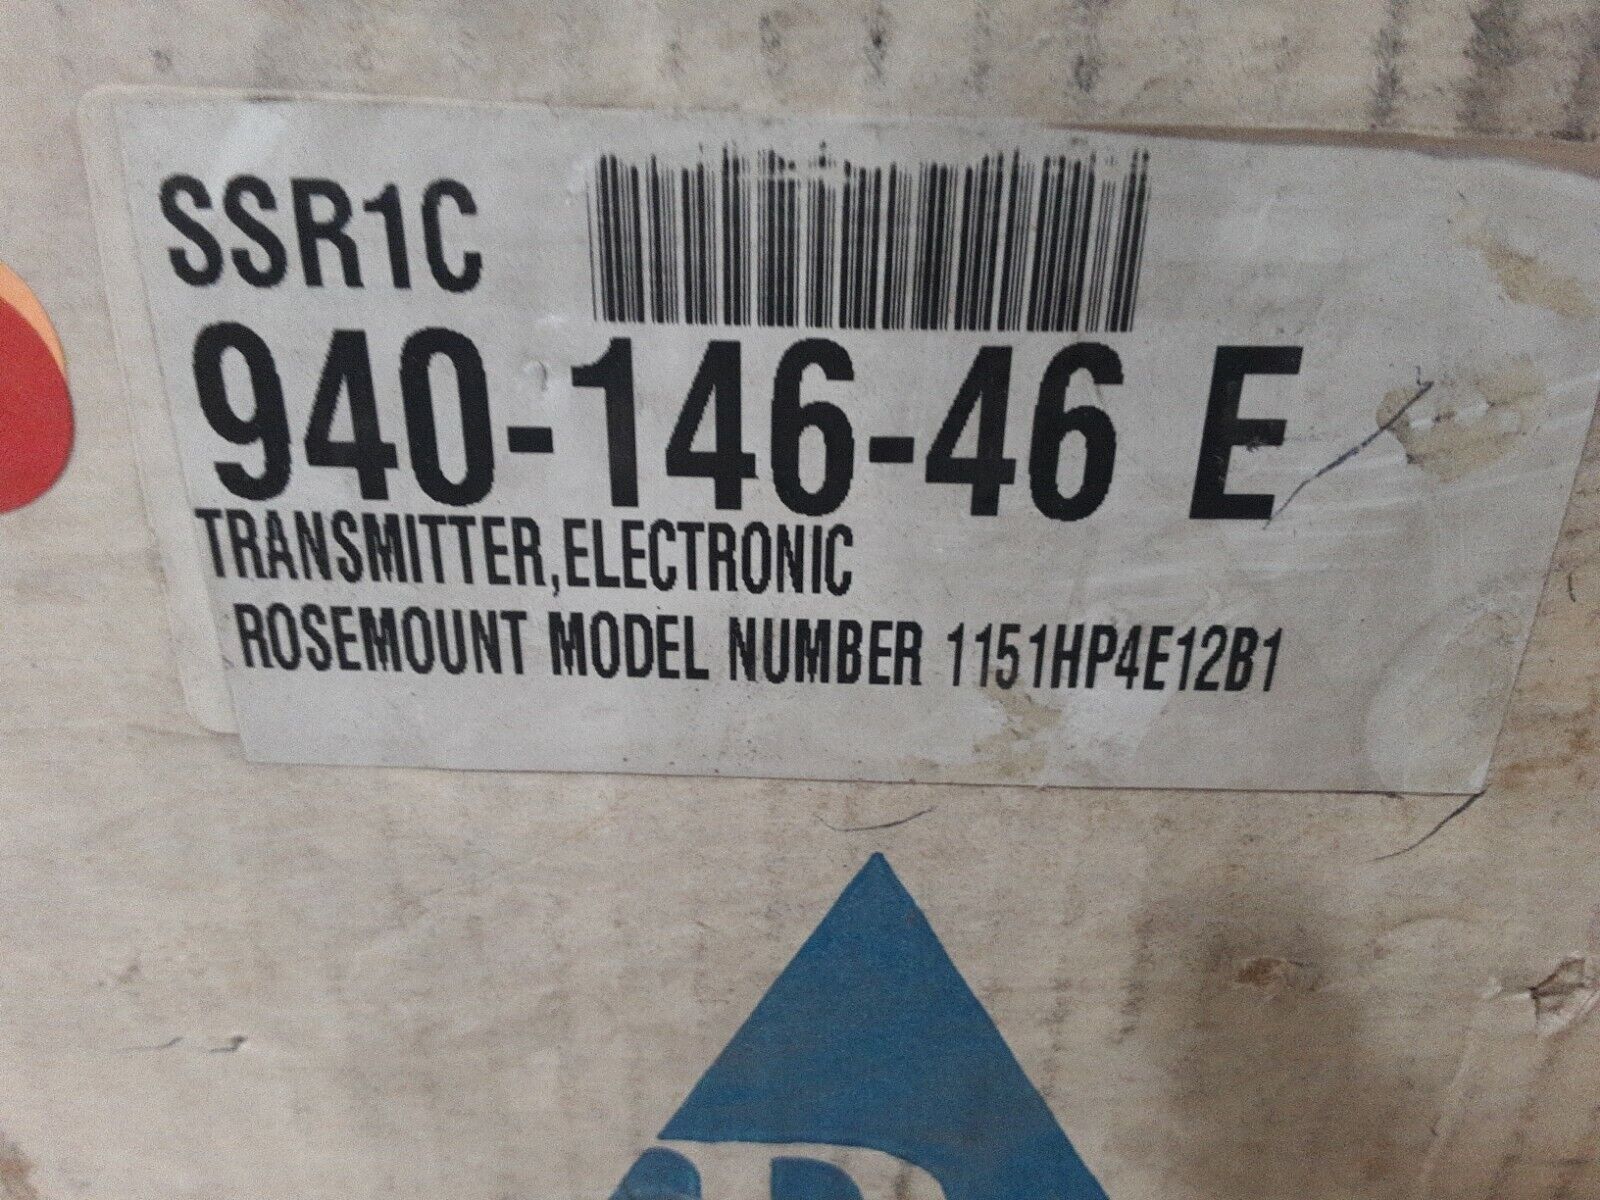 SSR1C
940-146-46 E
TRANSMITTER,ELECTRONIC
ROSEMOUNT MODEL NUMBER 1151HP4E12B1